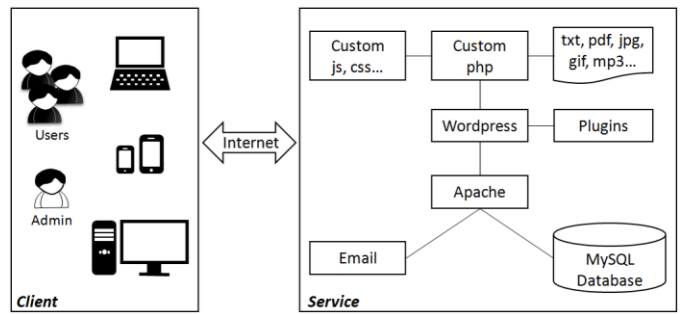 Users
Admin
Client
Internet
Custom
js, css...
Custom
php
txt, pdf, jpg,
gif, mp3...
Wordpress
Plugins
Apache
Email
MySQL
Database
Service